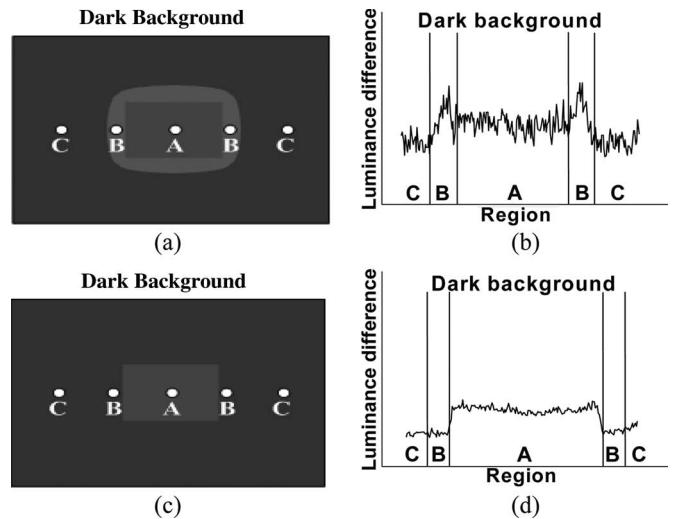 Dark Background
C B A B C
(a)
Dark background
Luminance difference
C B A B C
Region
(b)
Dark Background
C B A B C
(c)
Dark background
Luminance difference
C B A B C
Region
(d)